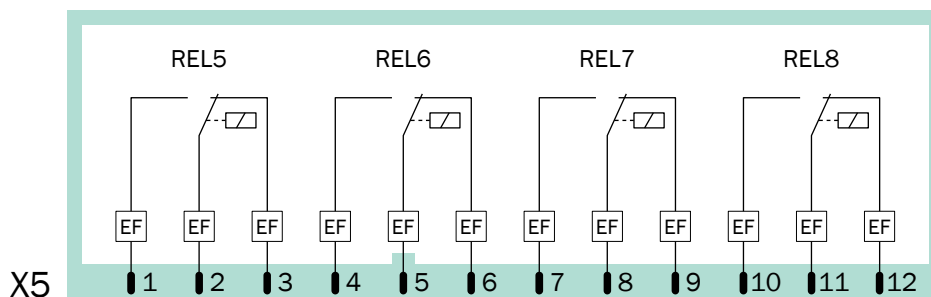 REL5 REL6 REL7 REL8
EF EF EF EF EF EF EF EF EF EF EF EF
X5 1 2 3 4 5 6 7 8 9 10 11 12